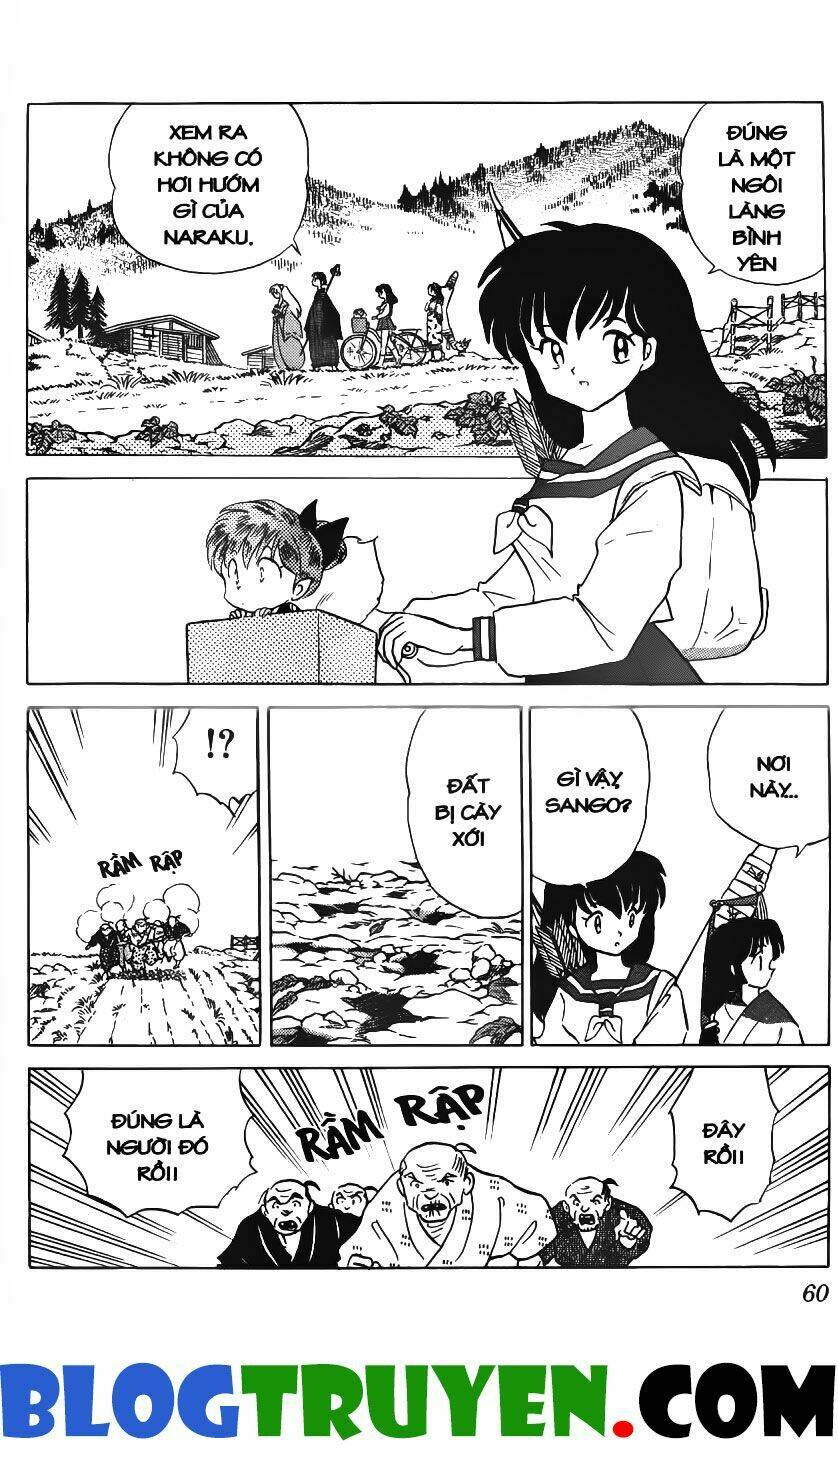 ĐÚNG
LÀ MỘT
NGÔI
LÀNG
BÌNH
YÊN
XEM RA
KHÔNG CÓ
HƠI HƯỚM
GÌ CỦA
NARAKU.
NƠI
NÀY...
GÌ VẬY,
SANGO?
ĐẤT
BỊ CÀY
XỚI
!?
RẦM RẬP
ĐÂY
RỒI!
RẦM RẬP
ĐÚNG LÀ
NGƯỜI ĐÓ
RỒI!
60
BLOGTRUYEN.COM